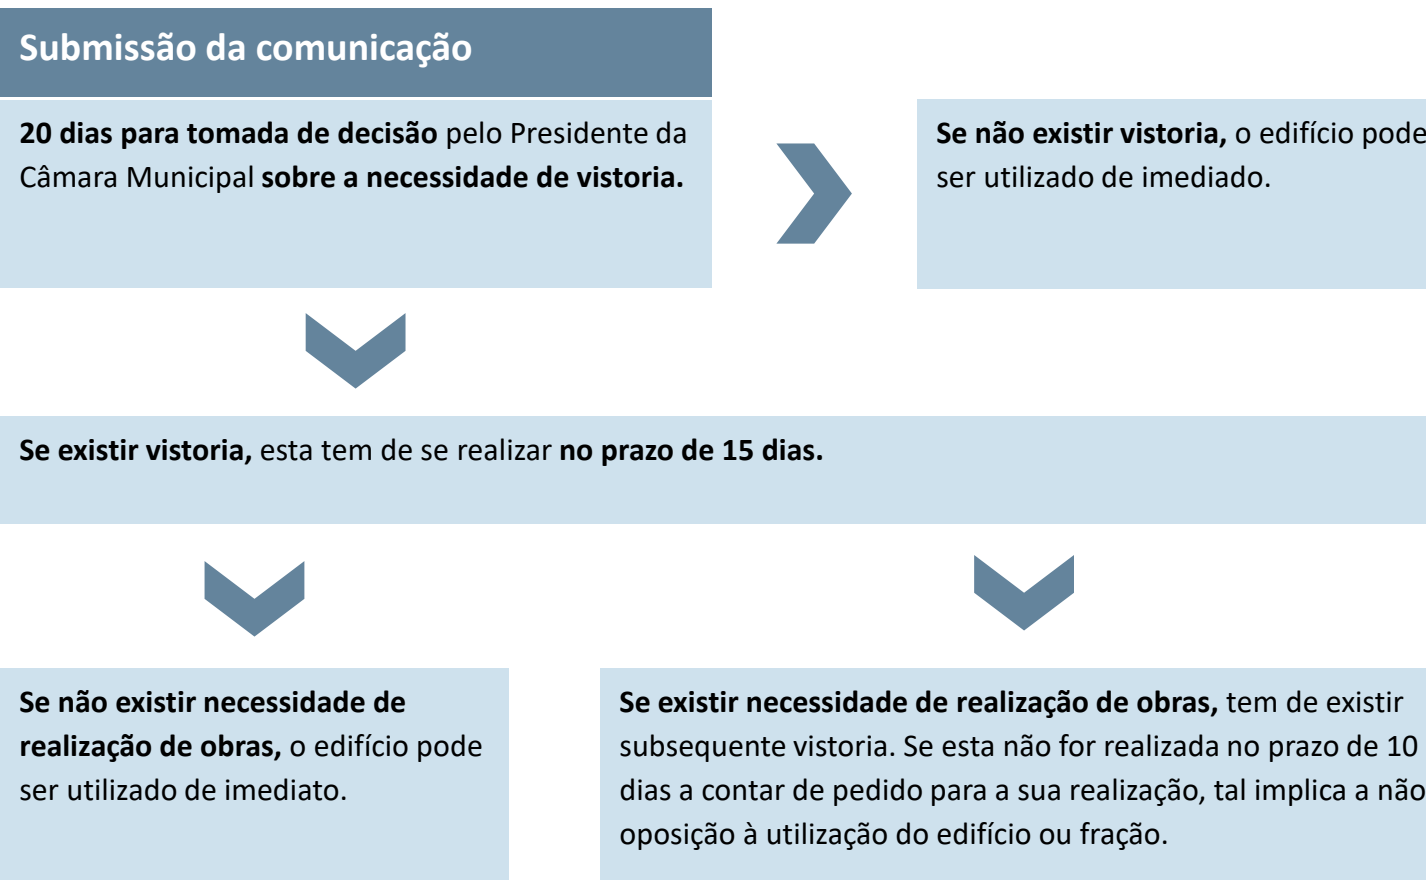 Submissão da comunicação
20 dias para tomada de decisão pelo Presidente da
Câmara Municipal sobre a necessidade de vistoria.
Se não existir vistoria, o edifício pode
ser utilizado de imediado.
Se existir vistoria, esta tem de se realizar no prazo de 15 dias.
Se não existir necessidade de
realização de obras, o edifício pode
ser utilizado de imediato.
Se existir necessidade de realização de obras, tem de existir
subsequente vistoria. Se esta não for realizada no prazo de 10
dias a contar de pedido para a sua realização, tal implica a não
oposição à utilização do edifício ou fração.